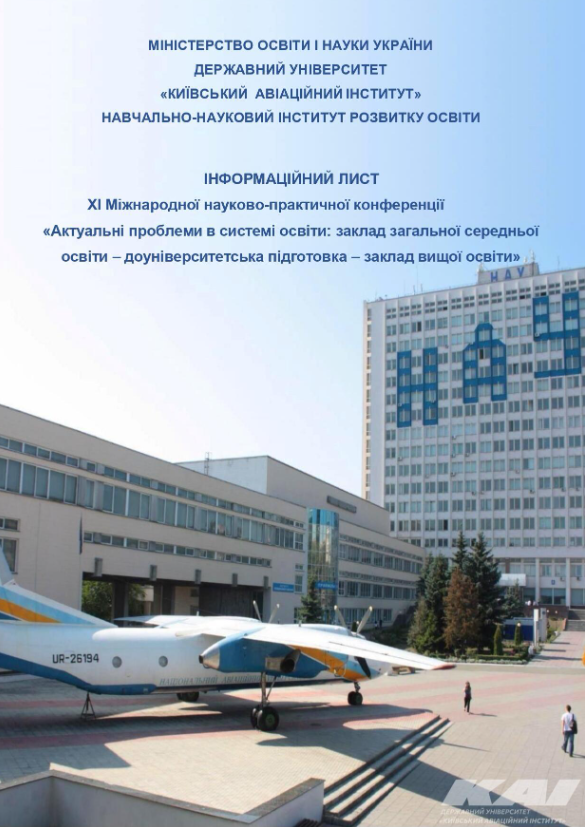 МІНІСТЕРСТВО ОСВІТИ І НАУКИ УКРАЇНИ
ДЕРЖАВНИЙ УНІВЕРСИТЕТ
«КИЇВСЬКИЙ АВІАЦІЙНИЙ ІНСТИТУТ»
НАВЧАЛЬНО-НАУКОВИЙ ІНСТИТУТ РОЗВИТКУ ОСВІТИ
ІНФОРМАЦІЙНИЙ ЛИСТ
ХІ Міжнародної науково-практичної конференції
«Актуальні проблеми в системі освіти: заклад загальної середньої
освіти – доуніверситетська підготовка – заклад вищої освіти»
НАУ
НАУ
UR-26194
НАЦІОНАЛЬНИЙ
KAI
ДЕРЖАВНИЙ УНІВЕРСИТЕТ
«КИЇВСЬКИЙ АВІАЦІЙНИЙ ІНСТИТУТ»